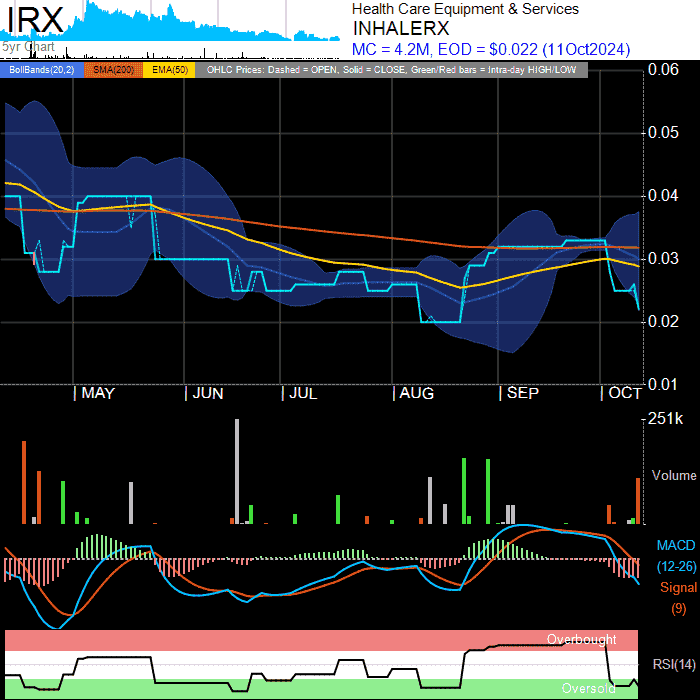 IRX
Health Care Equipment & Services
INHALERX
5yr Chart
MC = 4.2M, EOD = $0.022 (11Oct2024)
BollBands(20,2) SMA(200) EMA(50) OHLC Prices: Dashed = OPEN, Solid = CLOSE, Green/Red bars = Intra-day HIGH/LOW
0.06
0.05
0.04
0.03
0.02
0.01
MAY JUN JUL AUG SEP OCT
251k
Volume
MACD
(12-26)
Signal
(9)
Overbought
RSI(14)
Oversold